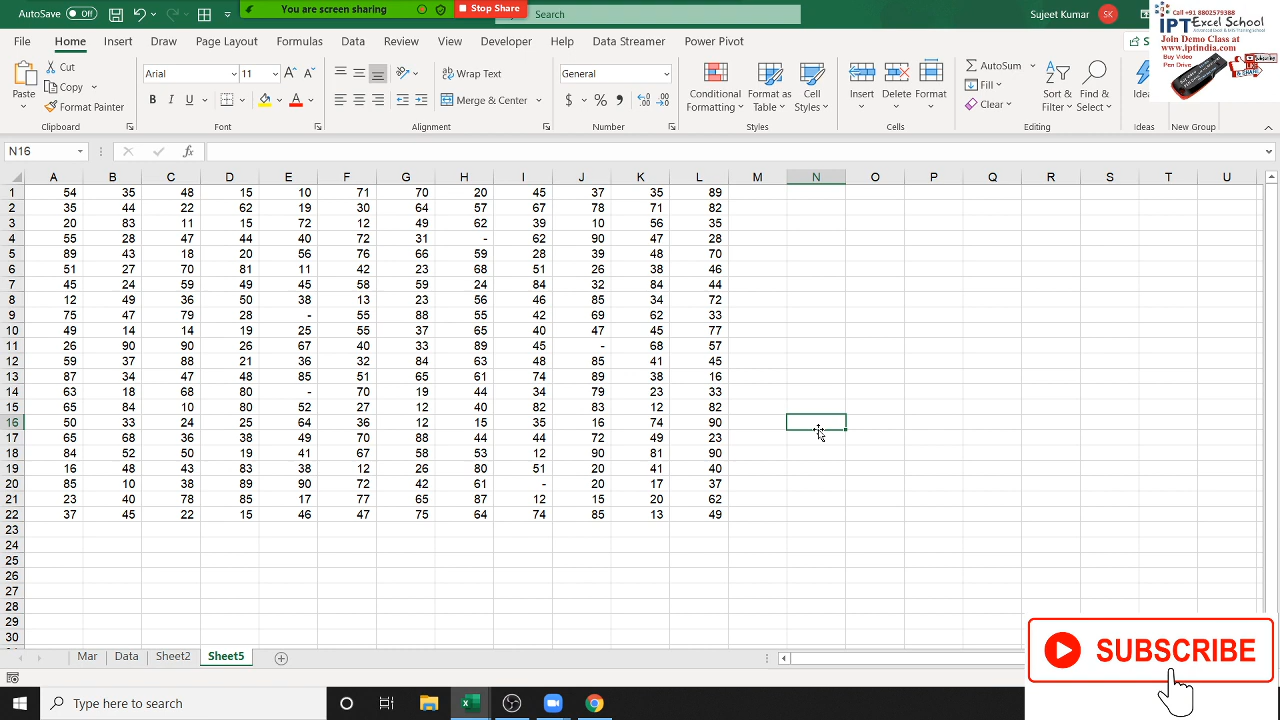 AutoSave Off
You are screen sharing
Stop Share
Search
Sujeet Kumar
SK
Call +91 8802579388
IPT Excel School
Advanced Excel & MIS Training School
Join Demo Class at
www.iptindia.com
Buy Video
Pen Drive
File Home Insert Draw Page Layout Formulas Data Review View Developer Help Data Streamer Power Pivot
Paste
Cut
Copy
Format Painter
Clipboard
Arial 11
B I U
Font
Wrap Text
Merge & Center
Alignment
General
$ % ,
Number
Conditional Formatting
Format as Table
Cell Styles
Styles
Insert
Delete
Format
Cells
AutoSum
Fill
Clear
Sort & Filter
Find & Select
Editing
Ideas
Ideas
New Group
N16 fx
A B C D E F G H I J K L M N O P Q R S T U
1 54 35 48 15 10 71 70 20 45 37 35 89
2 35 44 22 62 19 30 64 57 67 78 71 82
3 20 83 11 15 72 12 49 62 39 10 56 35
4 55 28 47 44 40 72 31 - 62 90 47 28
5 89 43 18 20 56 76 66 59 28 39 48 70
6 51 27 70 81 11 42 23 68 51 26 38 46
7 45 24 59 49 45 58 59 24 84 32 84 44
8 12 49 36 50 38 13 23 56 46 85 34 72
9 75 47 79 28 - 55 88 55 42 69 62 33
10 49 14 14 19 25 55 37 65 40 47 45 77
11 26 90 90 26 67 40 33 89 45 - 68 57
12 59 37 88 21 36 32 84 63 48 85 41 45
13 87 34 47 48 85 51 65 61 74 89 38 16
14 63 18 68 80 - 70 19 44 34 79 23 33
15 65 84 10 80 52 27 12 40 82 83 12 82
16 50 33 24 25 64 36 12 15 35 16 74 90
17 65 68 36 38 49 70 88 44 44 72 49 23
18 84 52 50 19 41 67 58 53 12 90 81 90
19 16 48 43 83 38 12 26 80 51 20 41 40
20 85 10 38 89 90 72 42 61 - 20 17 37
21 23 40 78 85 17 77 65 87 12 15 20 62
22 37 45 22 15 46 47 75 64 74 85 13 49
23
24
25
26
27
28
29
30
Mar Data Sheet2 Sheet5
SUBSCRIBE
Type here to search